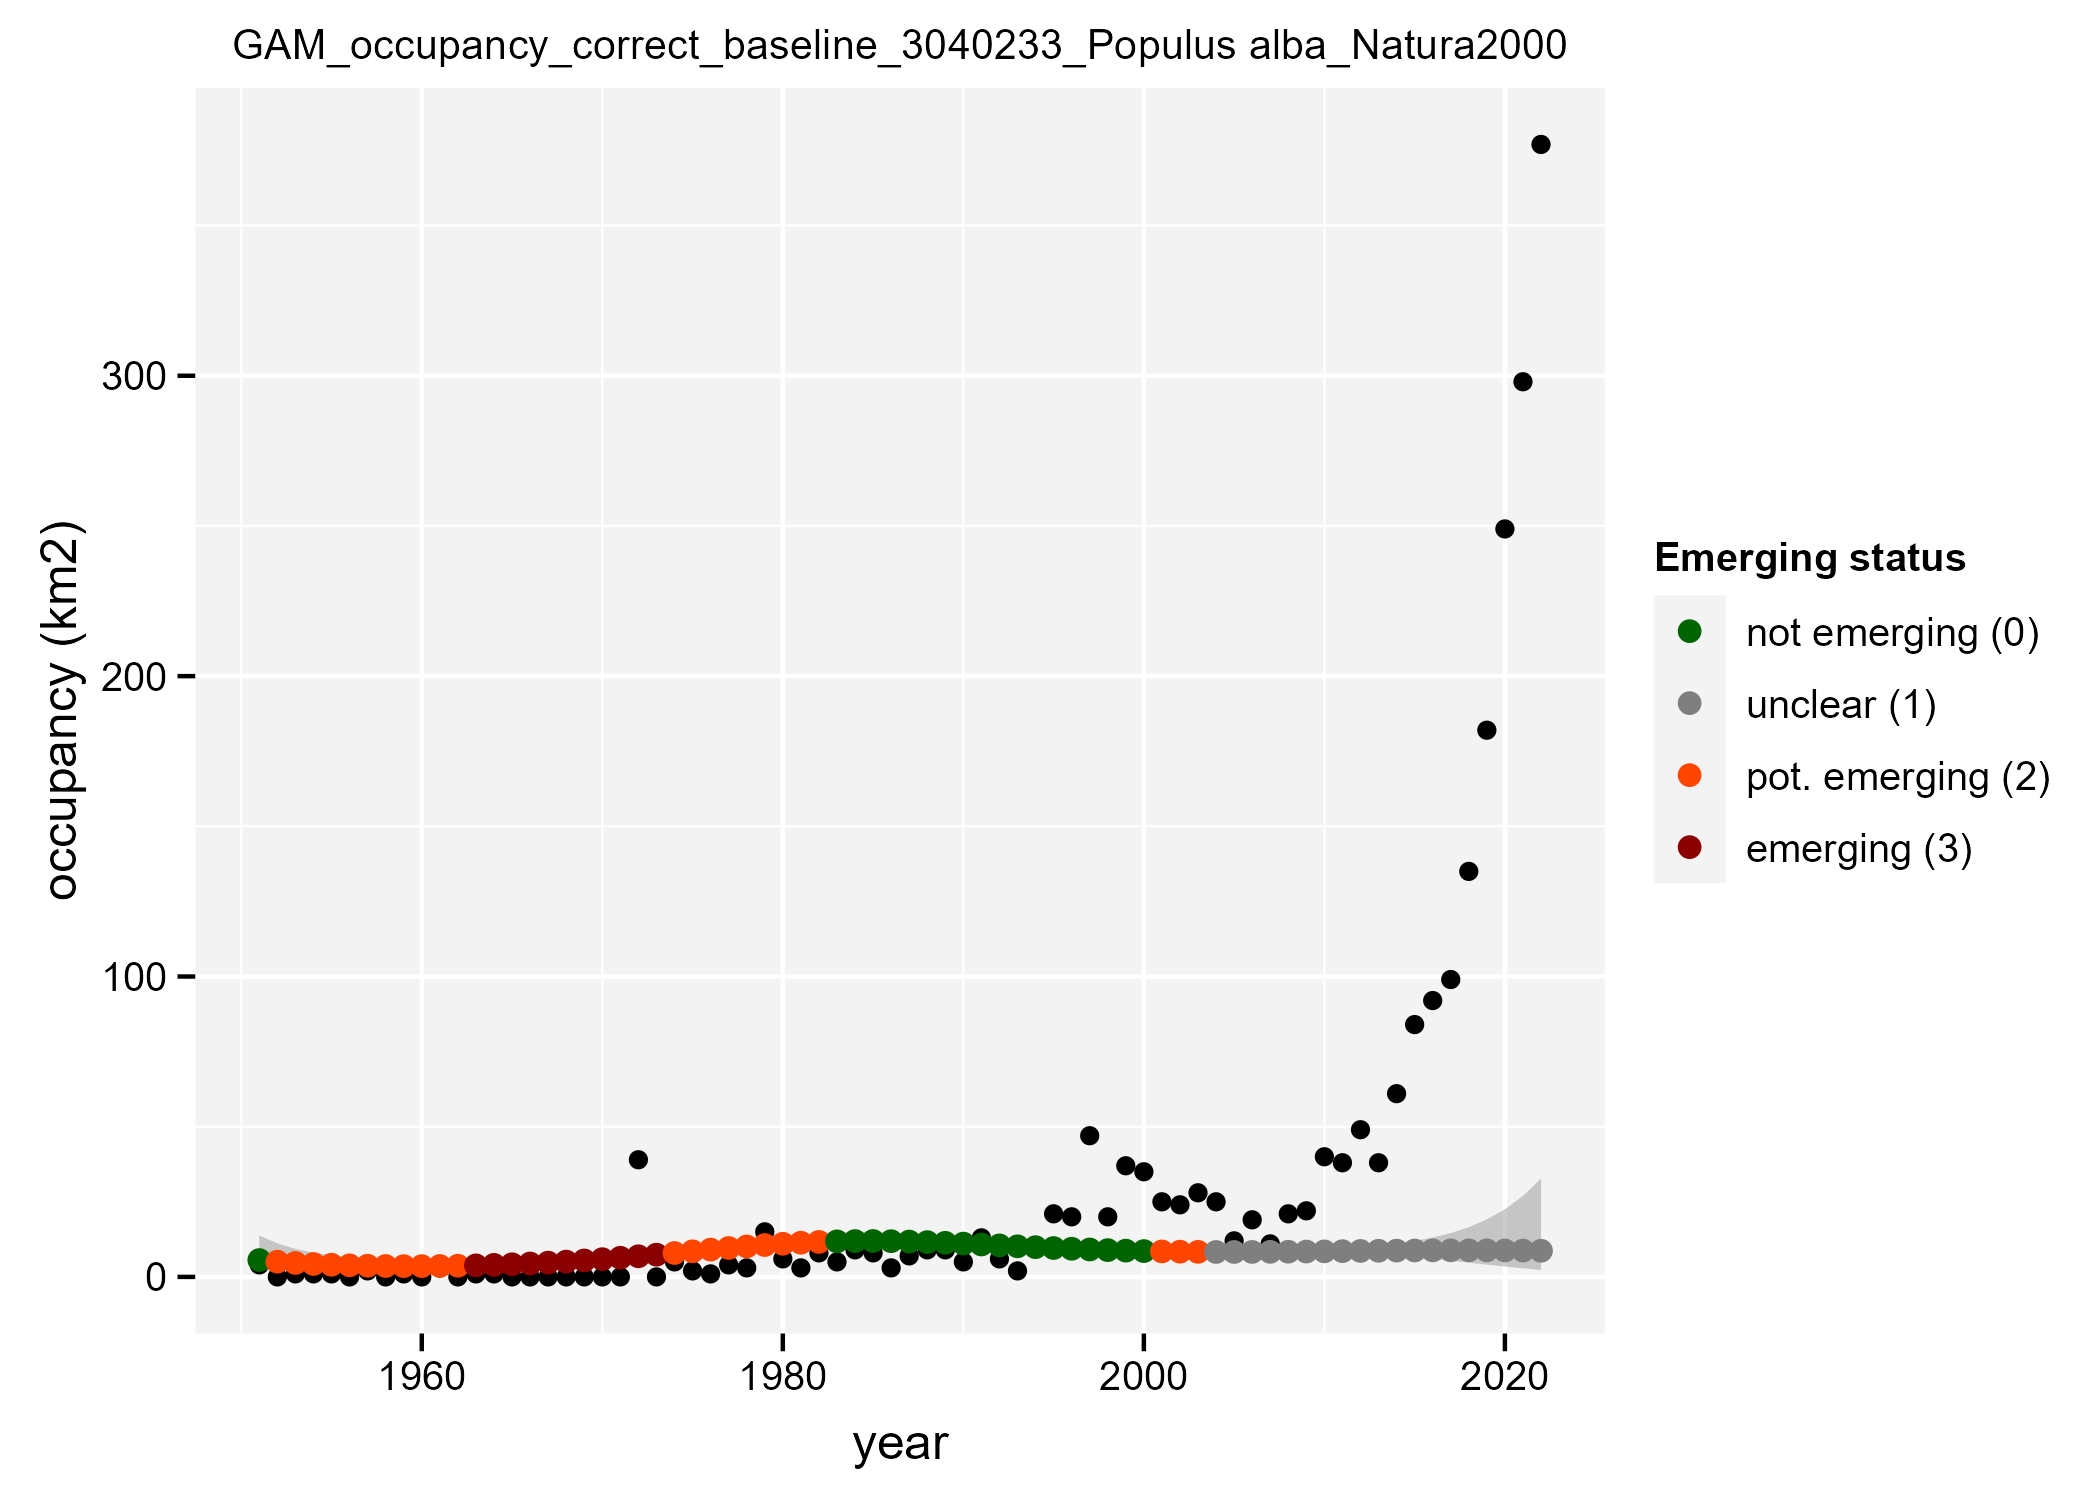 GAM_occupancy_correct_baseline_3040233_Populus alba_Natura2000
occupancy (km2)
300
200
100
0
1960
1980
2000
2020
year
Emerging status
not emerging (0)
unclear (1)
pot. emerging (2)
emerging (3)